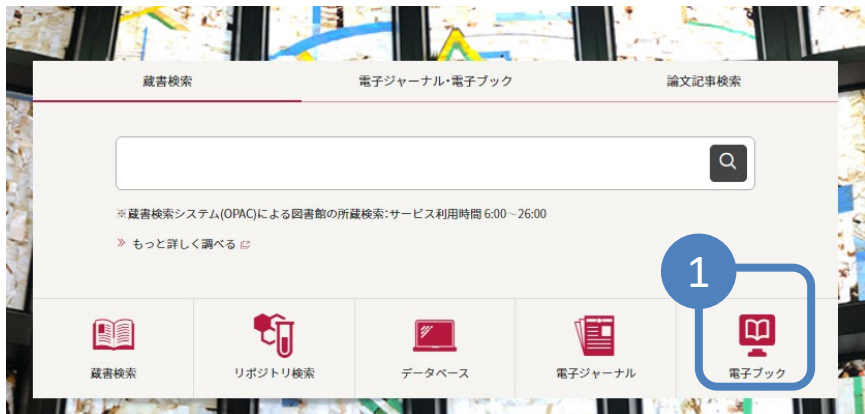 蔵書検索 電子ジャーナル・電子ブック 論文記事検索
※蔵書検索システム(OPAC)による図書館の所蔵検索:サービス利用時間 6:00～26:00
» もっと詳しく調べる
1
蔵書検索 リポジトリ検索 データベース 電子ジャーナル 電子ブック